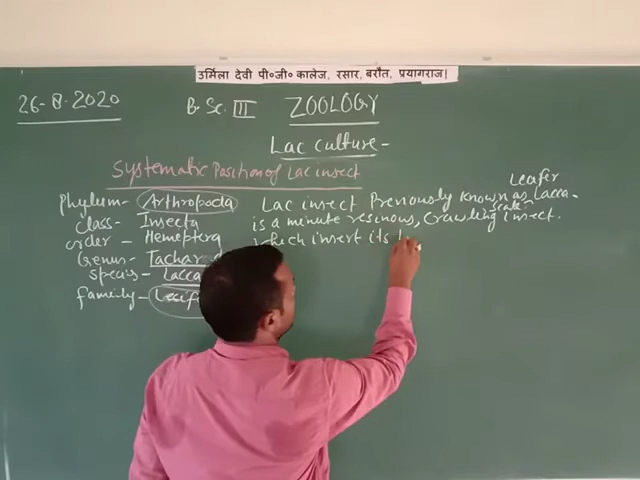 उर्मिला देवी पी०जी० कालेज, रसार, बरौत, प्रयागराज।
26-8-2020
B.Sc. III ZOOLOGY
Lac culture-
Systematic Position of Lac insect
Phylum- Arthropoda
class- Insecta
order - Hemeptera
Genus- Tachar
species- Lacca
family-
Lac insect Previously known as Lacca-
is a minute resinous, Crawling scale insect.
which insert its